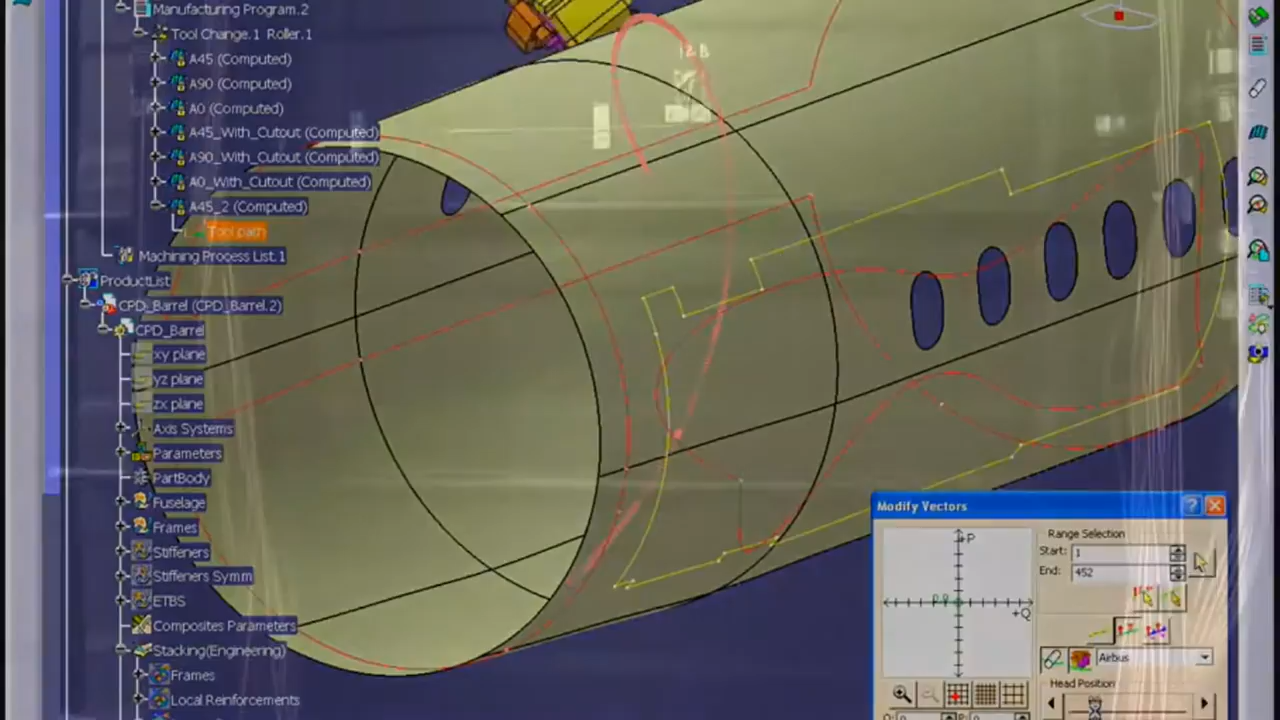 Manufacturing Program.2
Tool Change.1 Roller.1
A45 (Computed)
A90 (Computed)
A0 (Computed)
A45_With_Cutout (Computed)
A90_With_Cutout (Computed)
A0_With_Cutout (Computed)
A45_2 (Computed)
Tool path
Machining Process List.1
ProductList
CPD_Barrel (CPD_Barrel.2)
CPD_Barrel
xy plane
yz plane
zx plane
Axis Systems
Parameters
PartBody
Fuselage
Frames
Stiffeners
Stiffeners Symm
ETBS
Composites Parameters
Stacking(Engineering)
Frames
Local Reinforcements
Modify Vectors
P
+Q
Range Selection
Start: 1
End: 452
Airbus
Head Position